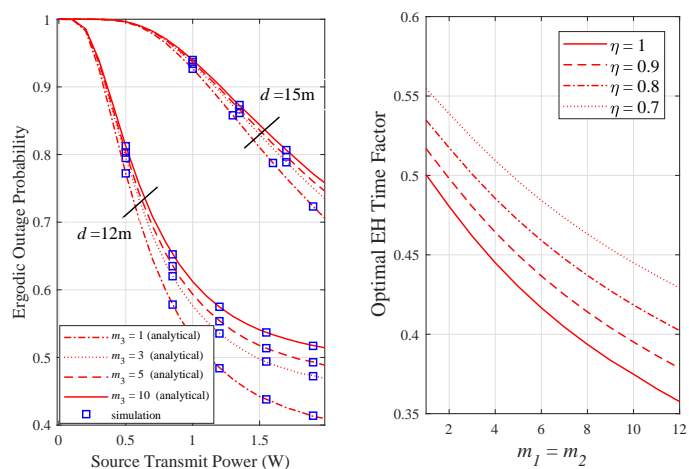 Ergodic Outage Probability
1
0.9
0.8
0.7
0.6
0.5
0.4
0
0.5
1
1.5
Source Transmit Power (W)
d =15m
d =12m
m₃ = 1 (analytical)
m₃ = 3 (analytical)
m₃ = 5 (analytical)
m₃ = 10 (analytical)
simulation
Optimal EH Time Factor
0.6
0.55
0.5
0.45
0.4
0.35
2
4
6
8
10
12
m₁ = m₂
η = 1
η = 0.9
η = 0.8
η = 0.7